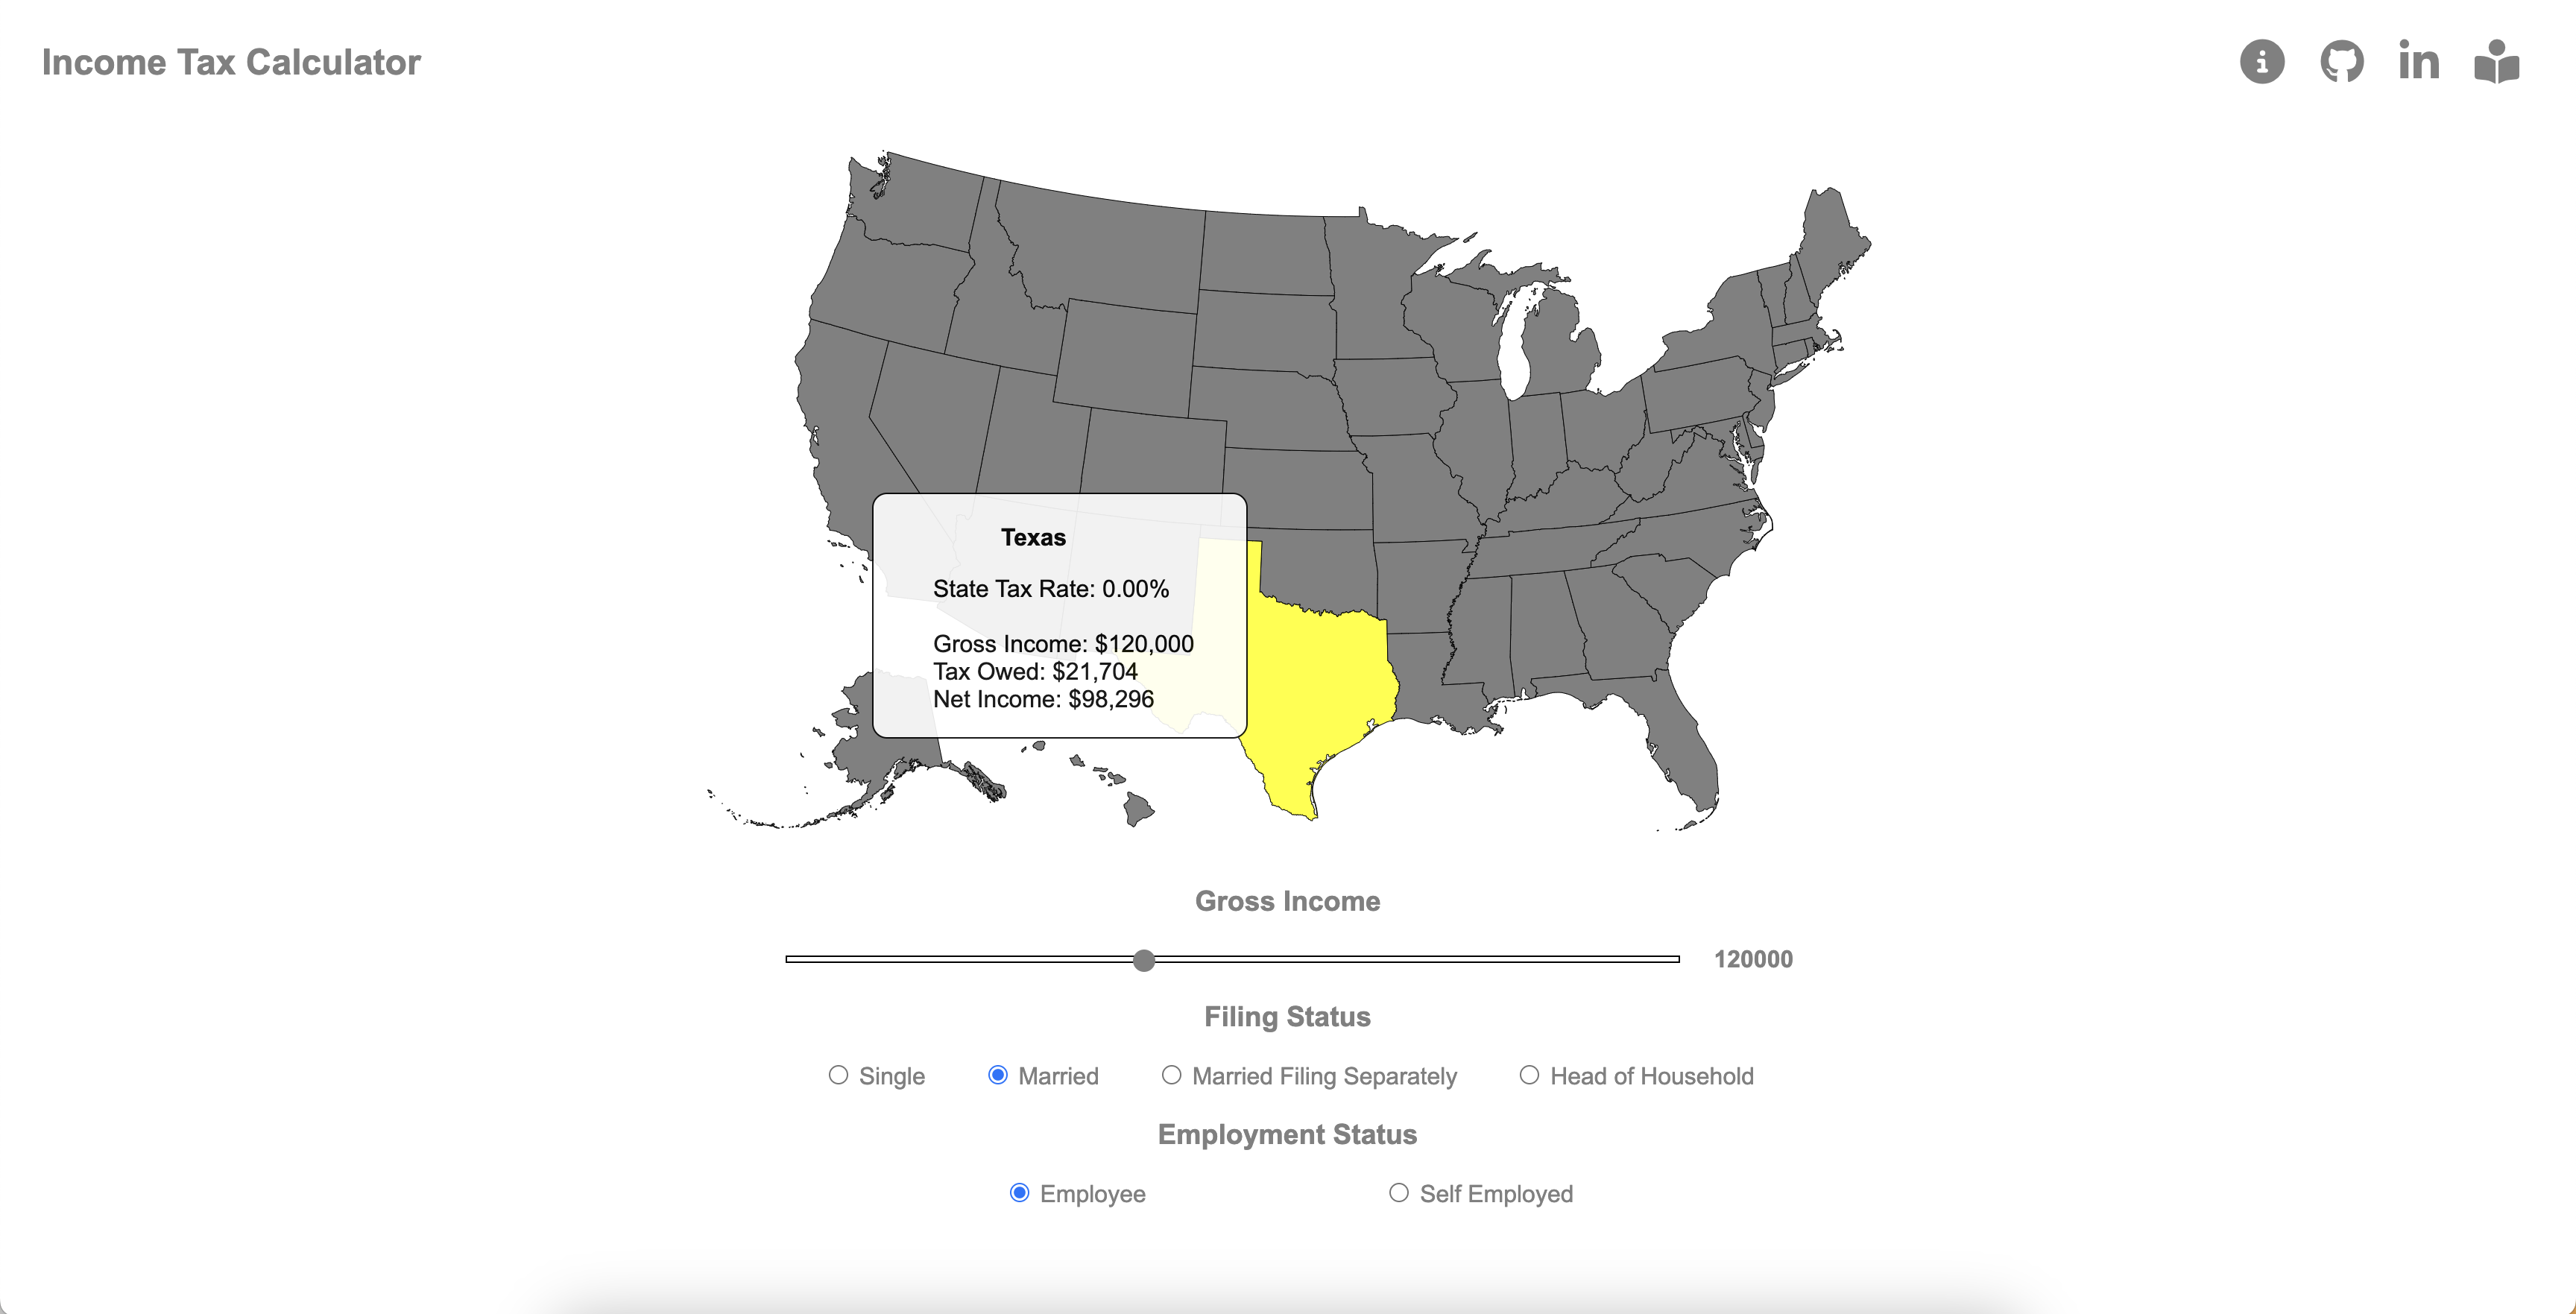 Income Tax Calculator
Texas
State Tax Rate: 0.00%
Gross Income: $120,000
Tax Owed: $21,704
Net Income: $98,296
Gross Income
120000
Filing Status
Single Married Married Filing Separately Head of Household
Employment Status
Employee Self Employed